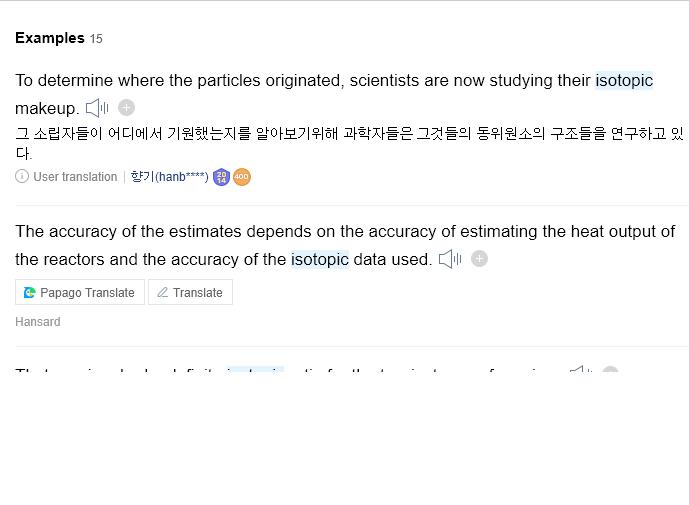 Examples 15
To determine where the particles originated, scientists are now studying their isotopic
makeup.
그 소립자들이 어디에서 기원했는지를 알아보기위해 과학자들은 그것들의 동위원소의 구조들을 연구하고 있
다.
User translation 향기(hanb****) 2014 400
The accuracy of the estimates depends on the accuracy of estimating the heat output of
the reactors and the accuracy of the isotopic data used.
Papago Translate Translate
Hansard